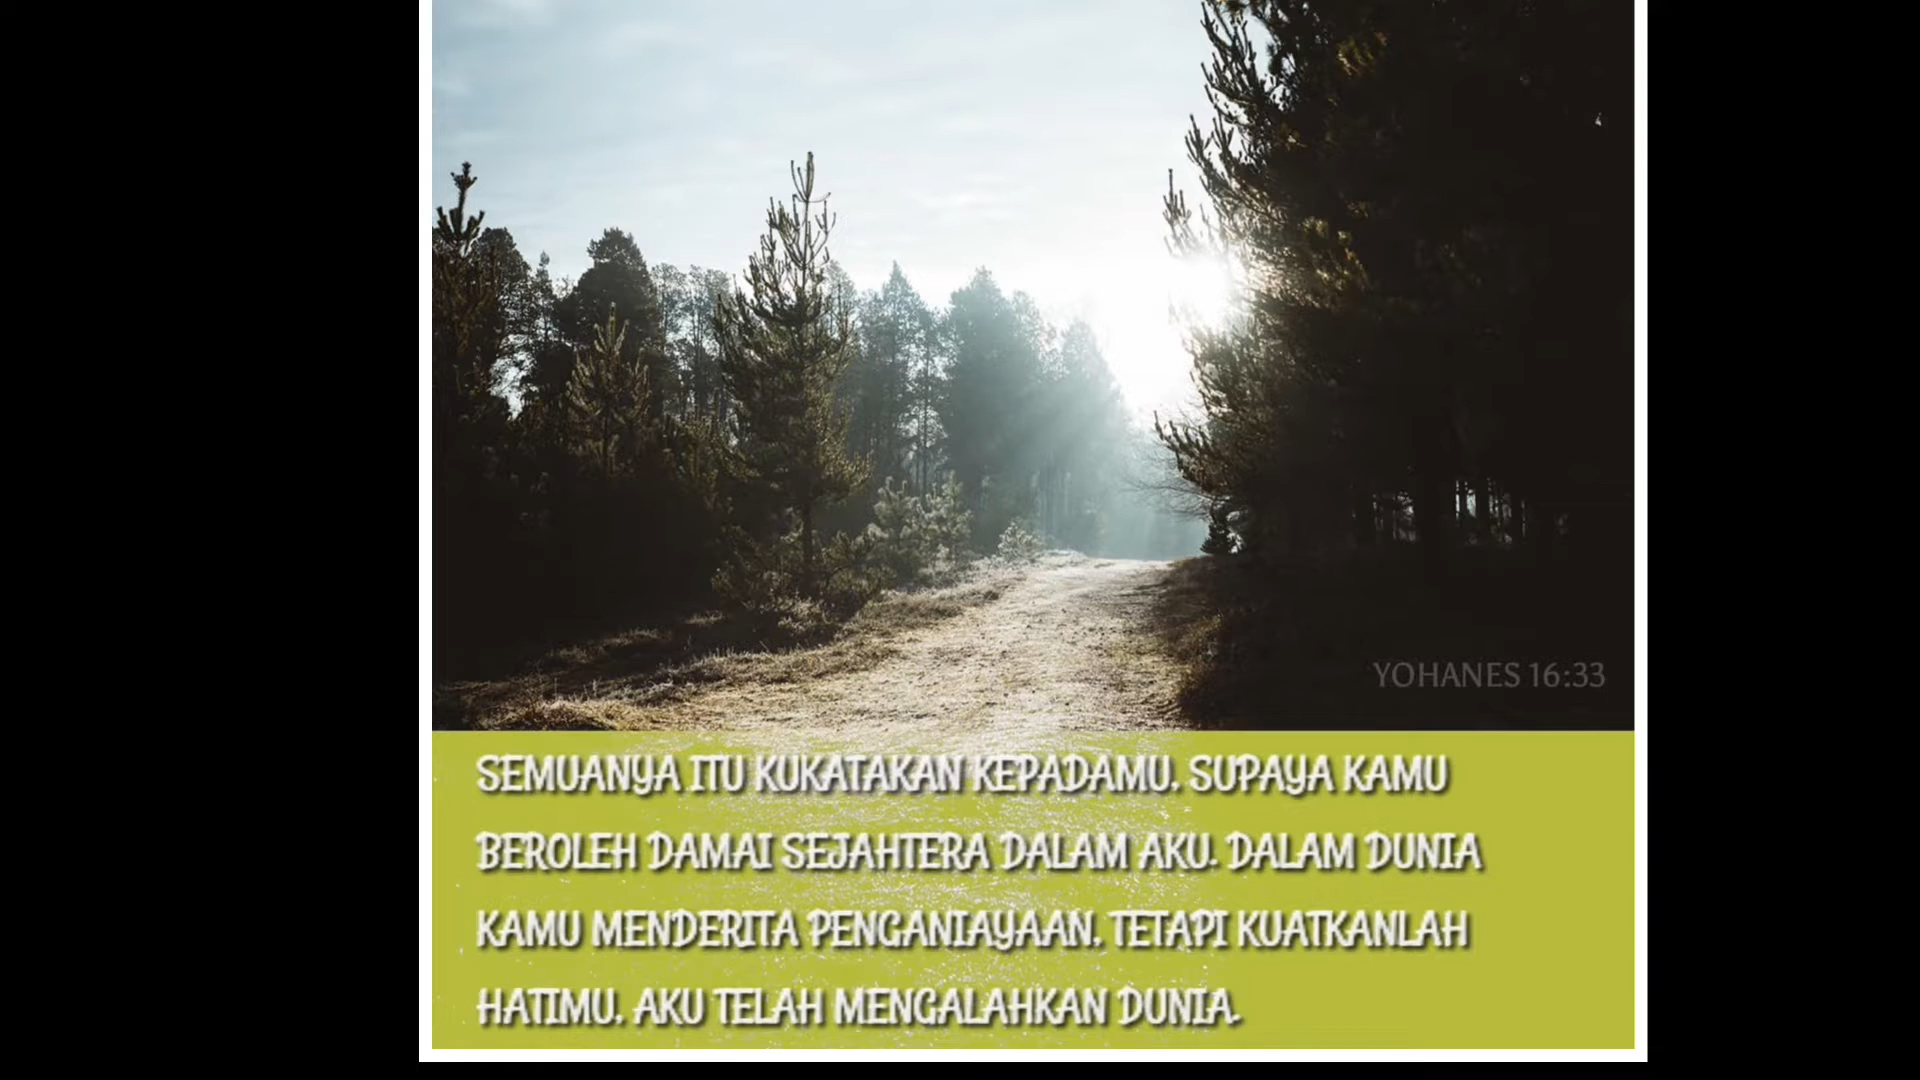 YOHANES 16:33
SEMUANYA ITU KUKATAKAN KEPADAMU, SUPAYA KAMU
BEROLEH DAMAI SEJAHTERA DALAM AKU. DALAM DUNIA
KAMU MENDERITA PENGANIAYAAN, TETAPI KUATKANLAH
HATIMU, AKU TELAH MENGALAHKAN DUNIA.